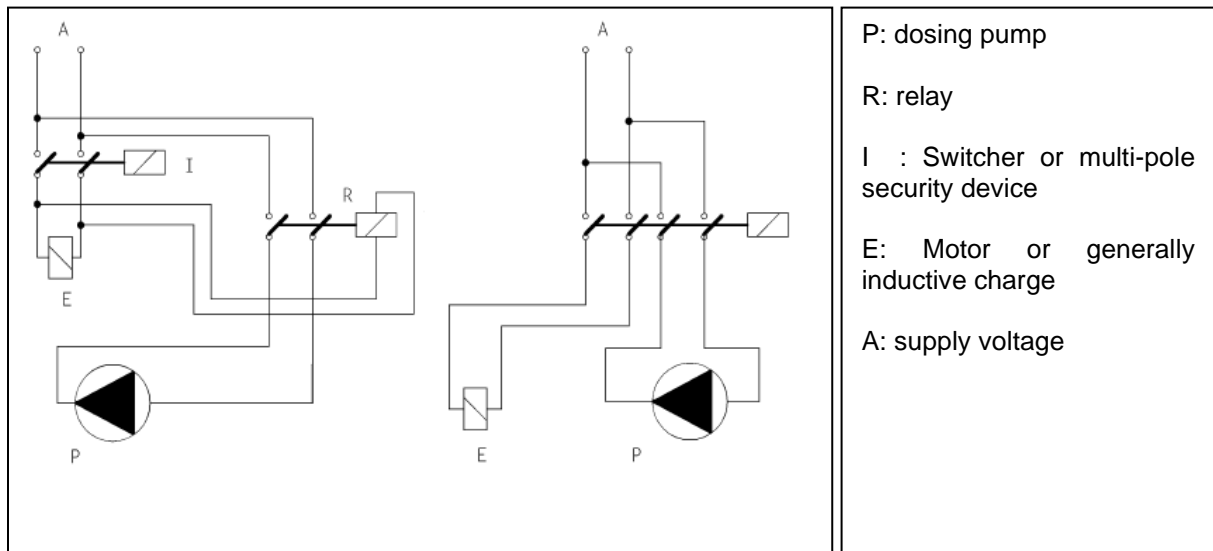 A
I
R
E
P
A
E
P
P: dosing pump
R: relay
I : Switcher or multi-pole
security device
E: Motor or generally
inductive charge
A: supply voltage